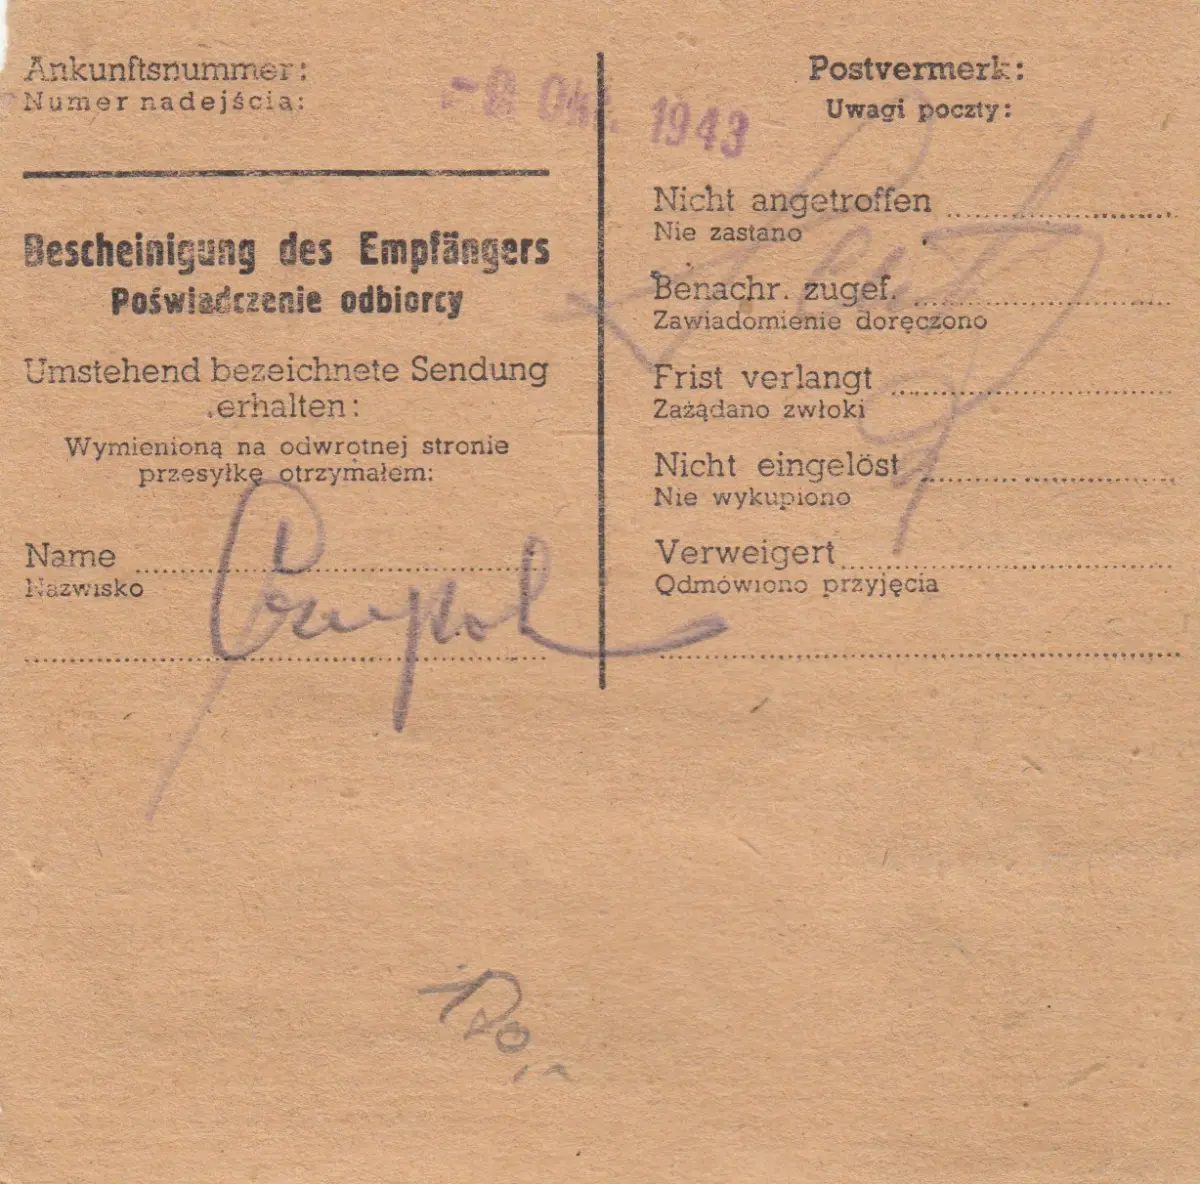 Ankunftsnummer:
Numer nadejścia:
Okt. 1943
Bescheinigung des Empfängers
Poświadczenie odbiorcy
Umstehend bezeichnete Sendung
erhalten:
Wymienioną na odwrotnej stronie
przesyłkę otrzymałem:
Name
Nazwisko
Postvermerk:
Uwagi poczty:
Nicht angetroffen
Nie zastano
Benachr. zugef.
Zawiadomienie doręczono
Frist verlangt
Zażądano zwłoki
Nicht eingelöst
Nie wykupiono
Verweigert
Odmówiono przyjęcia